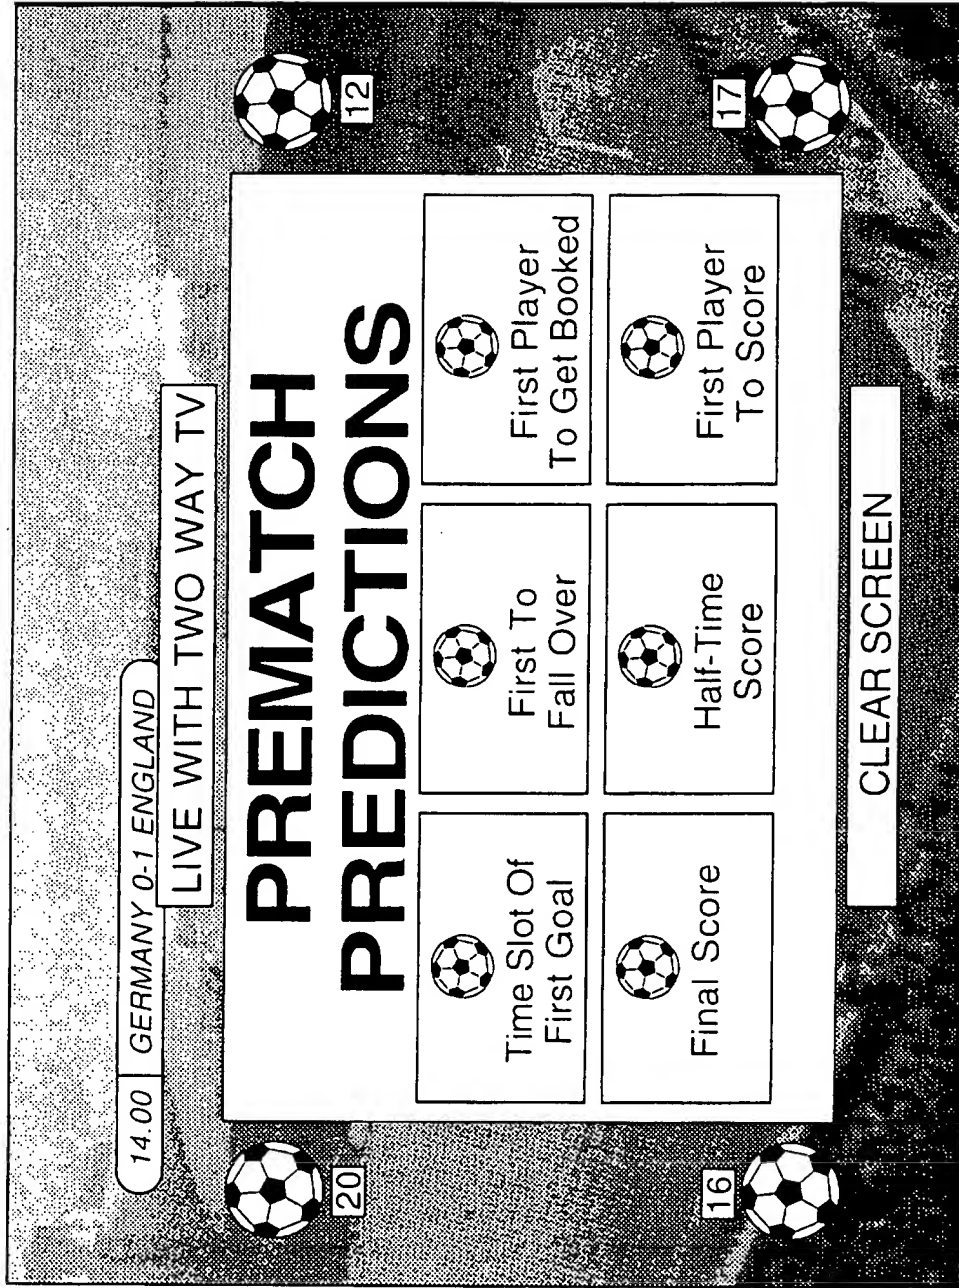 14.00 GERMANY 0-1 ENGLAND
LIVE WITH TWO WAY TV
20
12
PREMATCH
PREDICTIONS
Time Slot Of
First Goal
First To
Fall Over
First Player
To Get Booked
Final Score
Half-Time
Score
First Player
To Score
16
17
CLEAR SCREEN